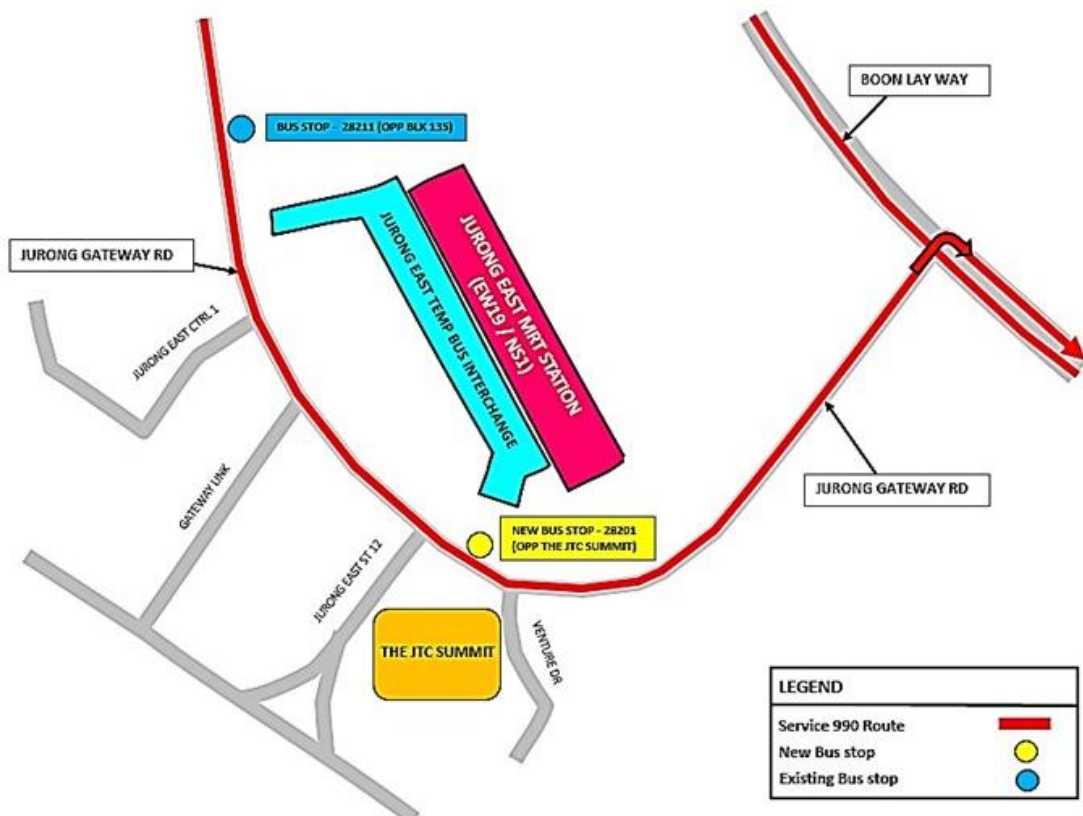 BOON LAY WAY
BUS STOP - 28211 (OPP BLK 135)
JURONG GATEWAY RD
JURONG EAST TEMP BUS INTERCHANGE
JURONG EAST MRT STATION
(EW19 / NS1)
JURONG EAST CTRL 1
GATEWAY LINK
JURONG EAST ST 12
NEW BUS STOP - 28201
(OPP THE JTC SUMMIT)
JURONG GATEWAY RD
THE JTC SUMMIT
VENTURE DR
LEGEND
Service 990 Route
New Bus stop
Existing Bus stop